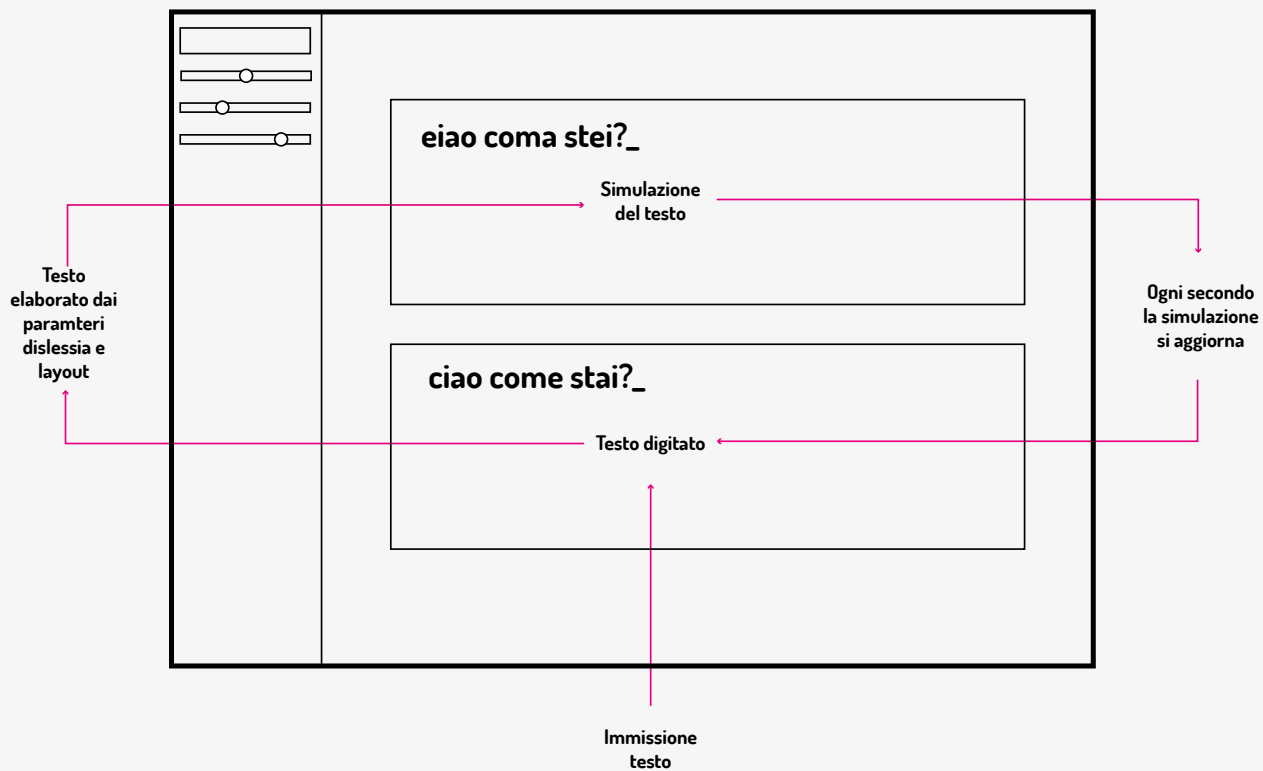 eiao coma stei?_
Simulazione
del testo
Testo
elaborato dai
paramteri
dislessia e
layout
Ogni secondo
la simulazione
si aggiorna
ciao come stai?_
Testo digitato
Immissione
testo